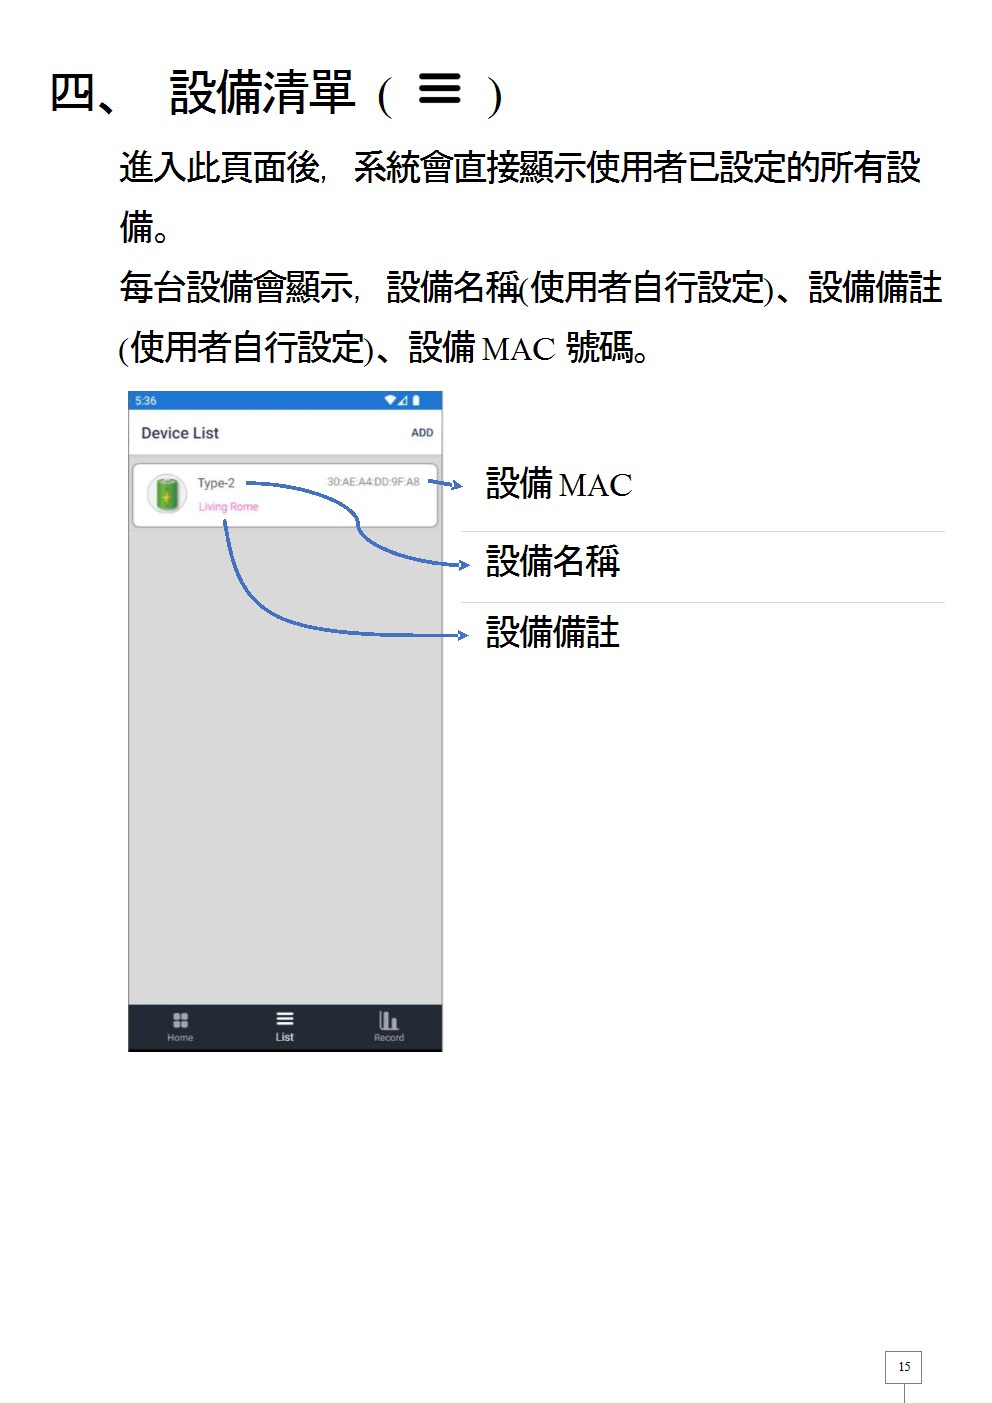 四、 設備清單 ( ☰ )
進入此頁面後, 系統會直接顯示使用者已設定的所有設
備。
每台設備會顯示, 設備名稱(使用者自行設定)、設備備註
(使用者自行設定)、設備 MAC 號碼。
5:36
Device List ADD
Type-2 30:AE:A4:DD:9F:A8
Living Rome
設備 MAC
設備名稱
設備備註
Home List Record
15